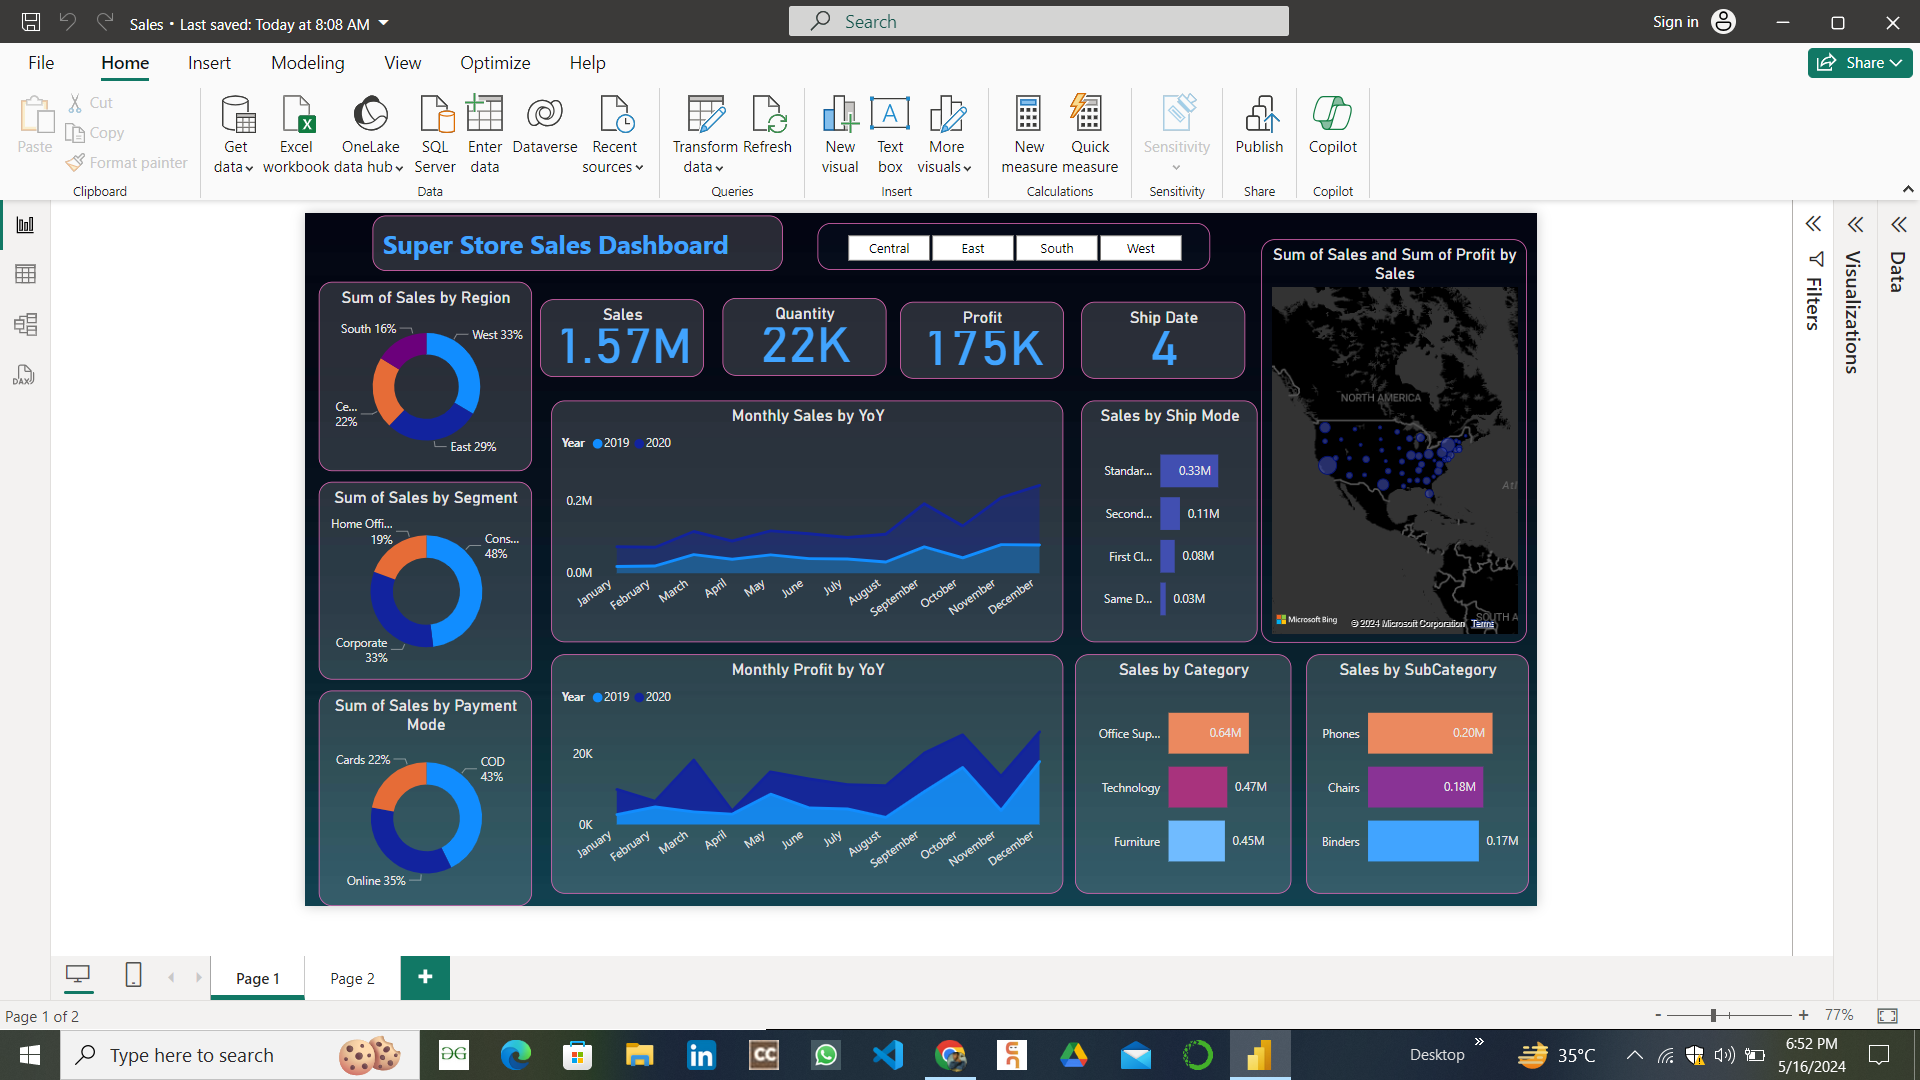 Sales • Last saved: Today at 8:08 AM
Search
Sign in
File
Home
Insert
Modeling
View
Optimize
Help
Share
Paste
Cut
Copy
Format painter
Clipboard
Get
data
Excel
workbook
OneLake
data hub
SQL
Server
Enter
data
Dataverse
Recent
sources
Data
Transform
data
Refresh
Queries
New
visual
Text
box
More
visuals
Insert
New
measure
Quick
measure
Calculations
Sensitivity
Sensitivity
Publish
Share
Copilot
Copilot
DAX
Super Store Sales Dashboard
Central
East
South
West
Sum of Sales by Region
South 16%
West 33%
Ce...
22%
East 29%
Sales
1.57M
Quantity
22K
Profit
175K
Ship Date
4
Sum of Sales and Sum of Profit by
Sales
NORTH AMERICA
Atl
SOUTH A
Microsoft Bing
© 2024 Microsoft Corporation
Terms
Sum of Sales by Segment
Home Offi...
19%
Cons...
48%
Corporate
33%
Monthly Sales by YoY
Year
2019
2020
0.2M
0.0M
January
February
March
April
May
June
July
August
September
October
November
December
Sales by Ship Mode
Standar...
0.33M
Second...
0.11M
First Cl...
0.08M
Same D...
0.03M
Sum of Sales by Payment
Mode
Cards 22%
COD
43%
Online 35%
Monthly Profit by YoY
Year
2019
2020
20K
0K
January
February
March
April
May
June
July
August
September
October
November
December
Sales by Category
Office Sup...
0.64M
Technology
0.47M
Furniture
0.45M
Sales by SubCategory
Phones
0.20M
Chairs
0.18M
Binders
0.17M
Filters
Visualizations
Data
Page 1
Page 2
+
Page 1 of 2
- + 77%
Type here to search
CC
Desktop
35°C
6:52 PM
5/16/2024